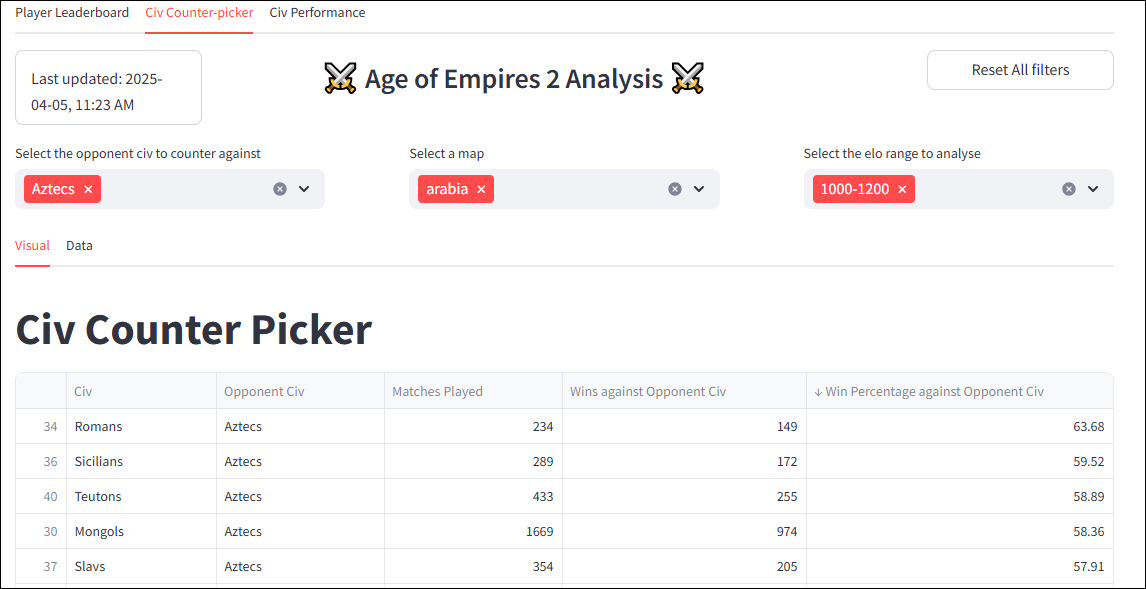 Player Leaderboard Civ Counter-picker Civ Performance
Last updated: 2025-
04-05, 11:23 AM
⚔️ Age of Empires 2 Analysis ⚔️
Reset All filters
Select the opponent civ to counter against Select a map Select the elo range to analyse
Aztecs × arabia × 1000-1200 ×
Visual Data
Civ Counter Picker
Civ Opponent Civ Matches Played Wins against Opponent Civ ↓ Win Percentage against Opponent Civ
34 Romans Aztecs 234 149 63.68
36 Sicilians Aztecs 289 172 59.52
40 Teutons Aztecs 433 255 58.89
30 Mongols Aztecs 1669 974 58.36
37 Slavs Aztecs 354 205 57.91